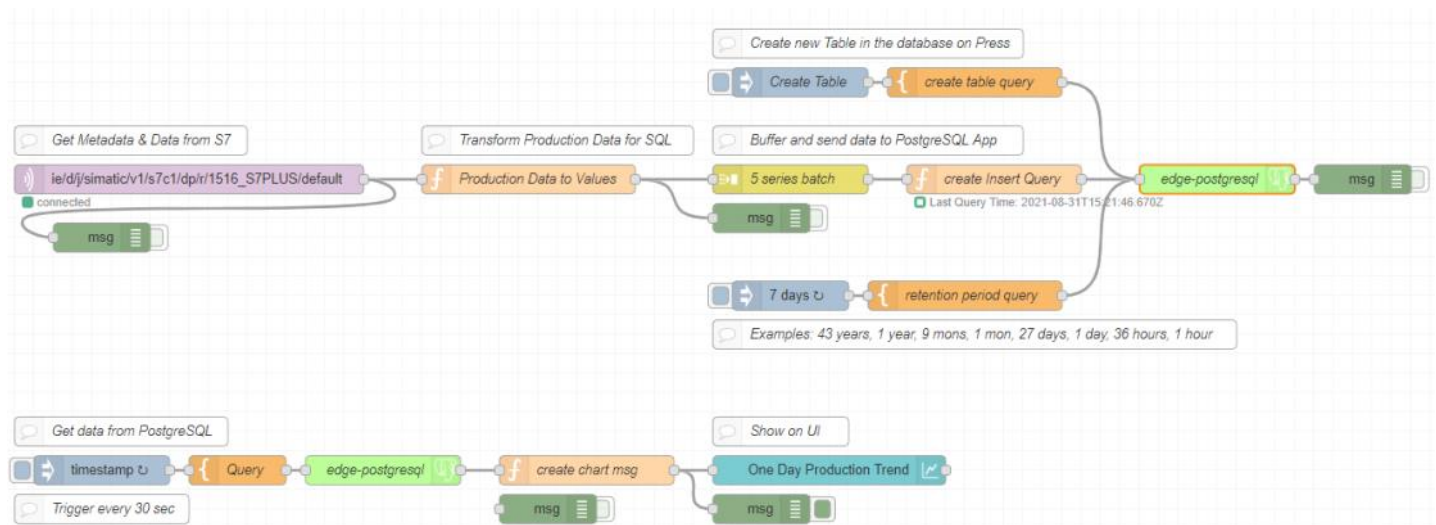 Create new Table in the database on Press
Create Table
create table query
Get Metadata & Data from S7
Transform Production Data for SQL
Buffer and send data to PostgreSQL App
ie/d/j/simatic/v1/s7c1/dp/r/1516_S7PLUS/default
Production Data to Values
5 series batch
create Insert Query
edge-postgresql
msg
connected
Last Query Time: 2021-08-31T15:21:46.670Z
msg
msg
7 days ↻
retention period query
Examples: 43 years, 1 year, 9 mons, 1 mon, 27 days, 1 day, 36 hours, 1 hour
Get data from PostgreSQL
Show on UI
timestamp ↻
Query
edge-postgresql
create chart msg
One Day Production Trend
Trigger every 30 sec
msg
msg